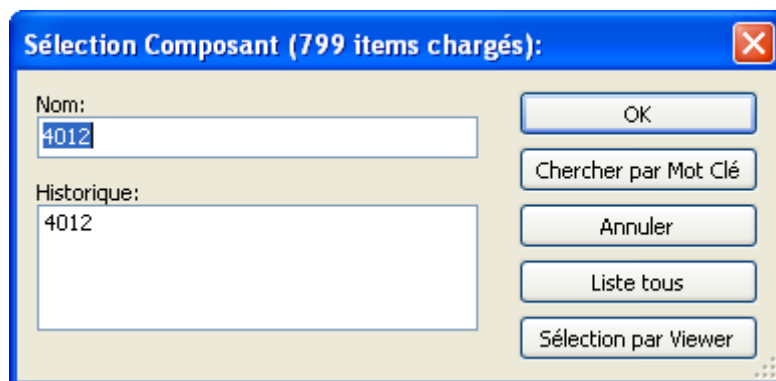 Sélection Composant (799 items chargés):
Nom:
4012
Historique:
4012
OK
Chercher par Mot Clé
Annuler
Liste tous
Sélection par Viewer